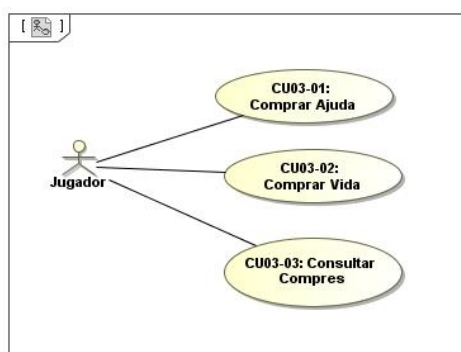 [ ]
CU03-01:
Comprar Ajuda
Jugador
CU03-02:
Comprar Vida
CU03-03: Consultar
Compres